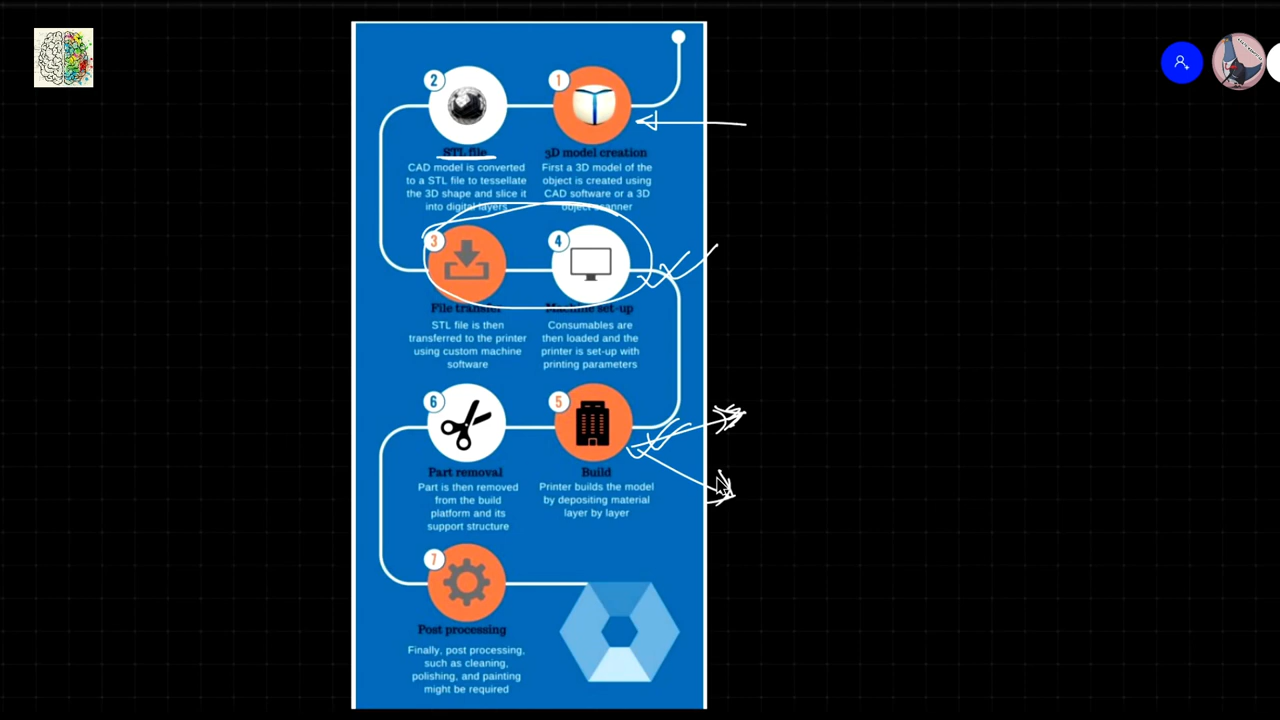 1
3D model creation
First a 3D model of the
object is created using
CAD software or a 3D
object scanner
2
STL file
CAD model is converted
to a STL file to tessellate
the 3D shape and slice it
into digital layers
3
File transfer
STL file is then
transferred to the printer
using custom machine
software
4
Machine set-up
Consumables are
then loaded and the
printer is set-up with
printing parameters
5
Build
Printer builds the model
by depositing material
layer by layer
6
Part removal
Part is then removed
from the build
platform and its
support structure
7
Post processing
Finally, post processing,
such as cleaning,
polishing, and painting
might be required